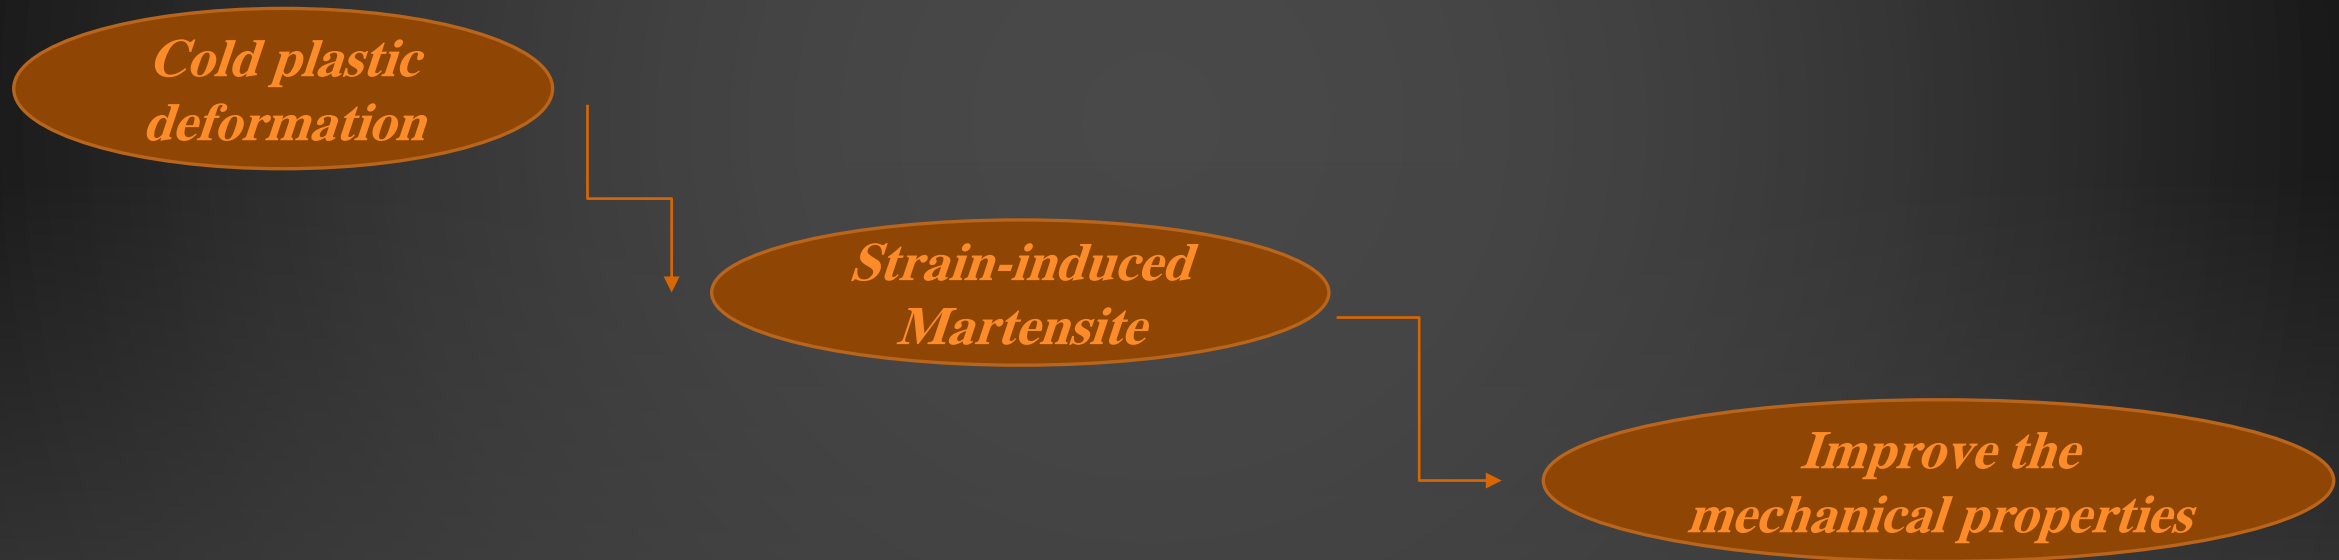 Cold plastic
deformation
Strain-induced
Martensite
Improve the
mechanical properties